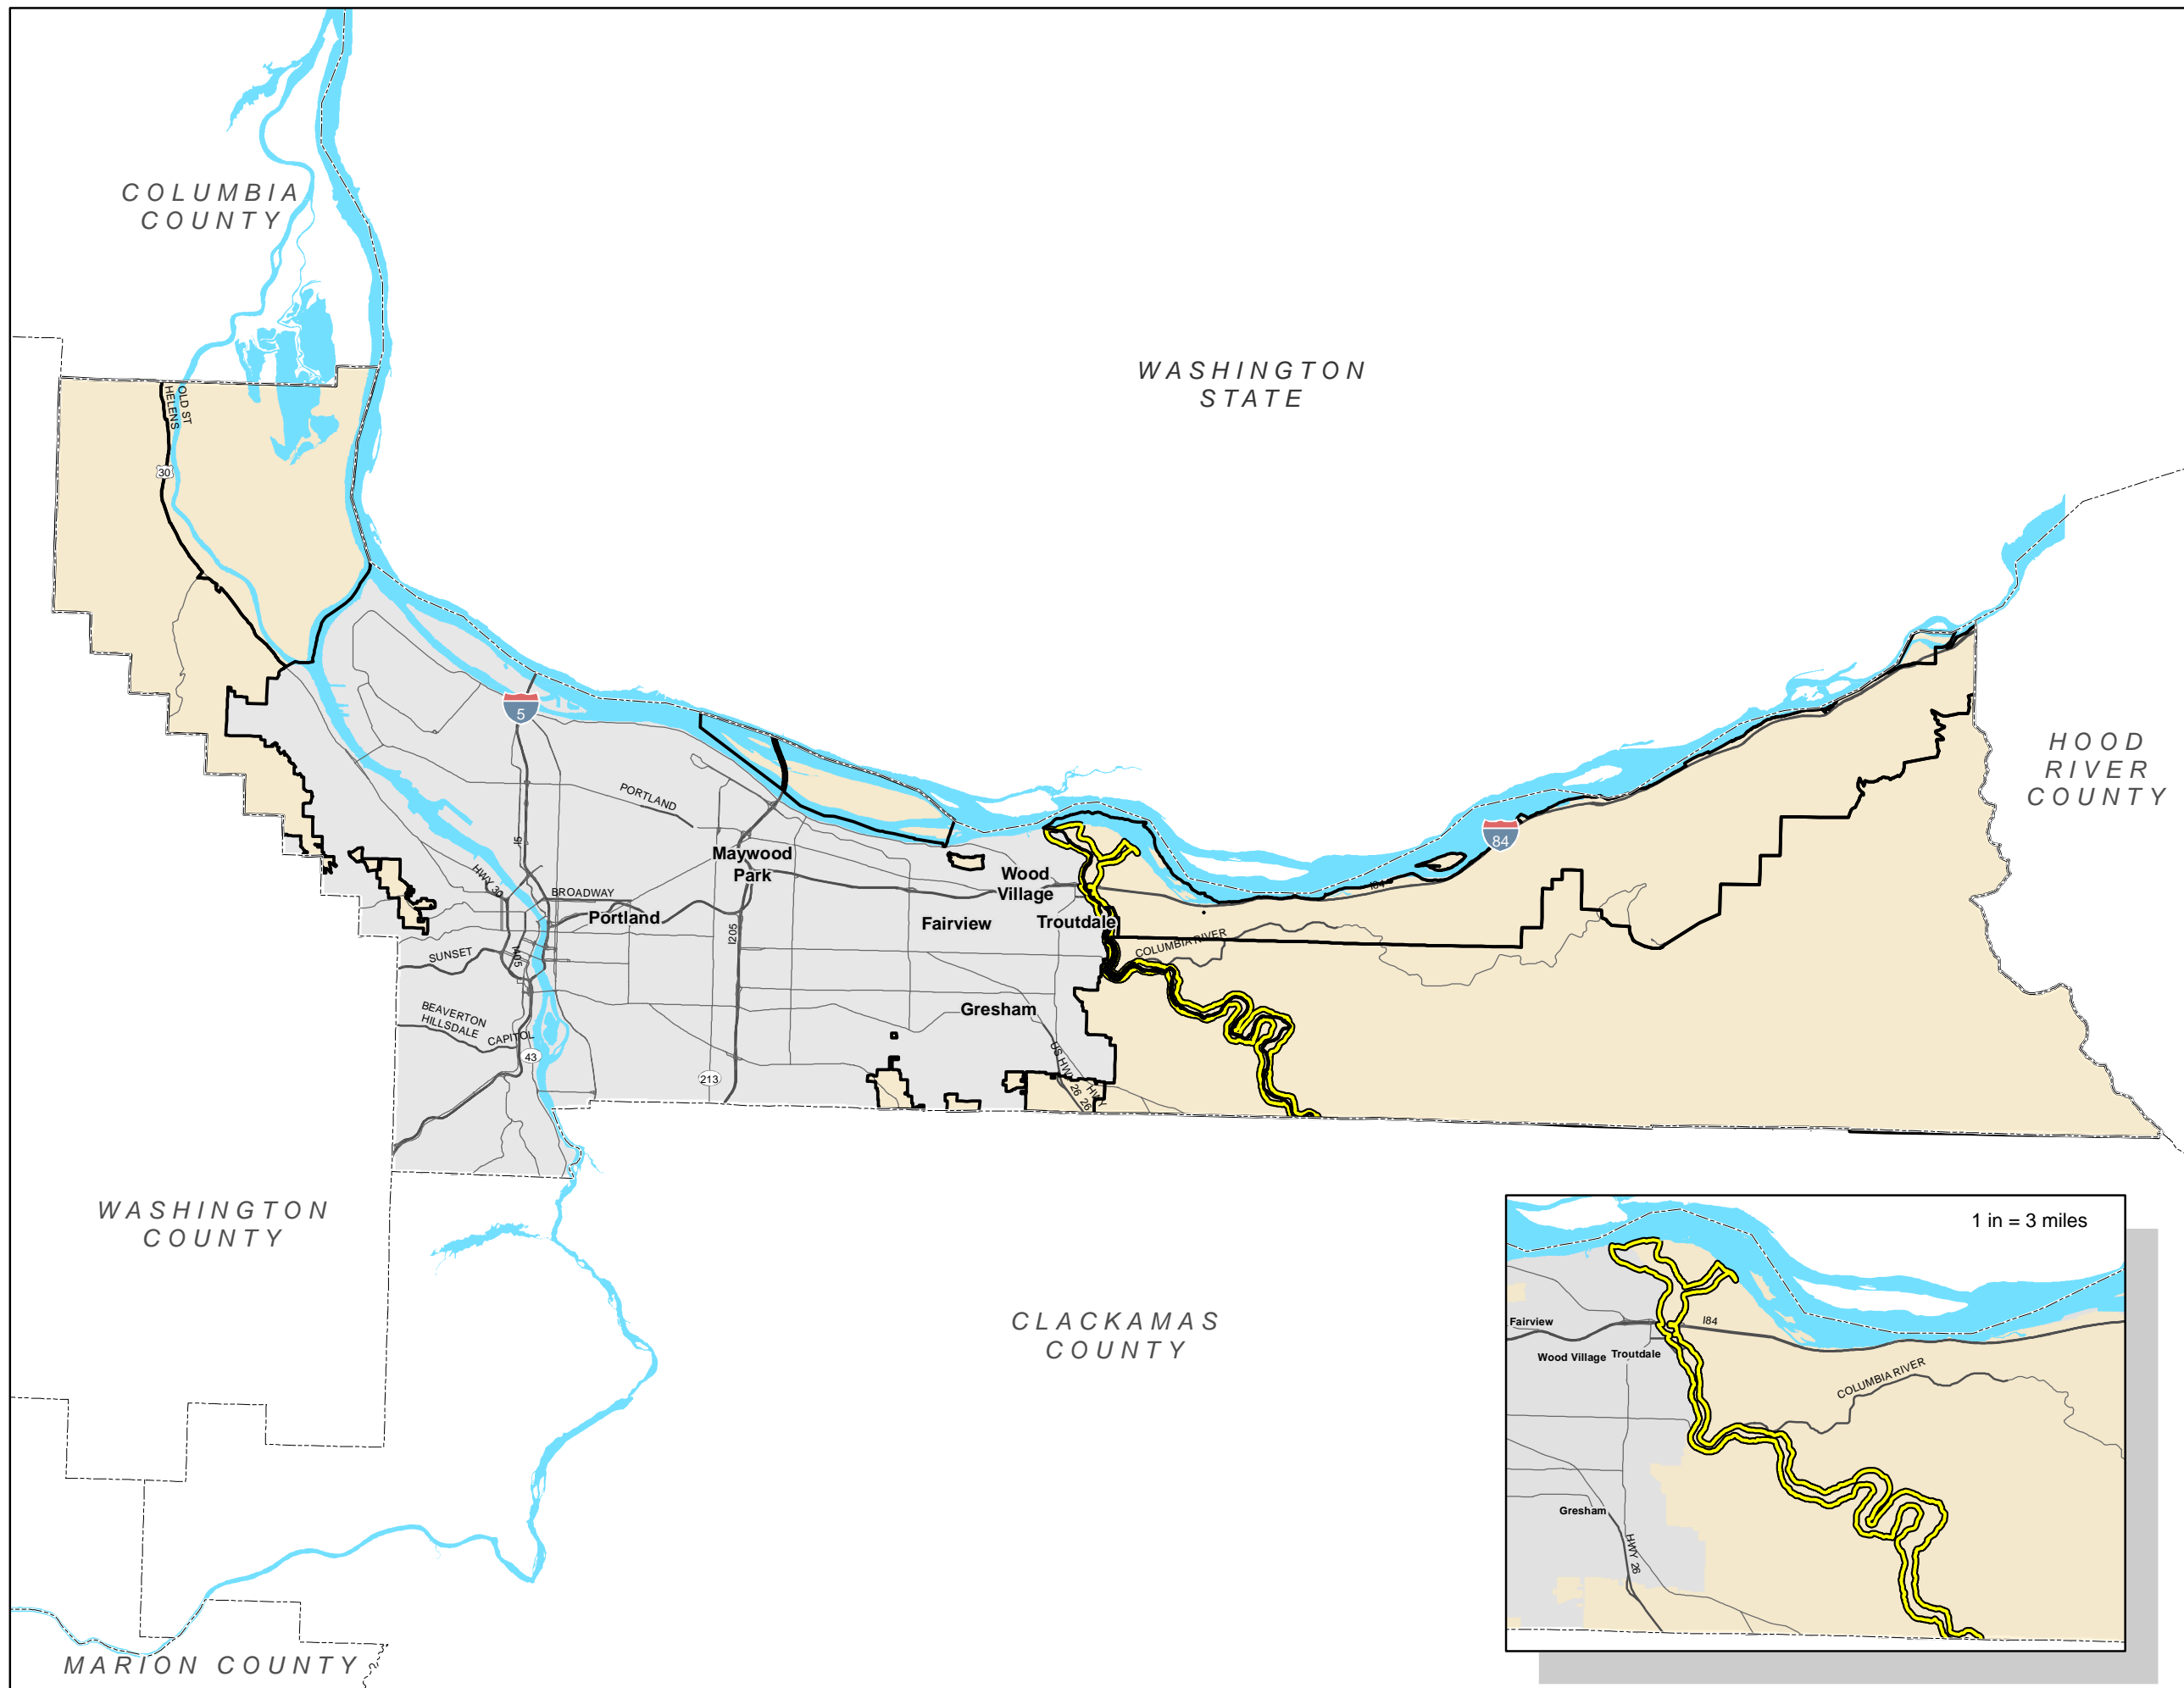 COLUMBIA
COUNTY
WASHINGTON
STATE
OLD ST
HELENS
30
HOOD
RIVER
COUNTY
5
PORTLAND
I5
84
I84
Maywood
Park
HWY 30
BROADWAY
Wood
Village
Portland
Fairview
Troutdale
I205
COLUMBIA RIVER
SUNSET
I405
Gresham
BEAVERTON
HILLSDALE
CAPITOL
43
213
US HWY 26
HWY
26
WASHINGTON
COUNTY
CLACKAMAS
COUNTY
MARION COUNTY
1 in = 3 miles
Fairview
I84
Wood Village
Troutdale
COLUMBIA RIVER
Gresham
HWY 26